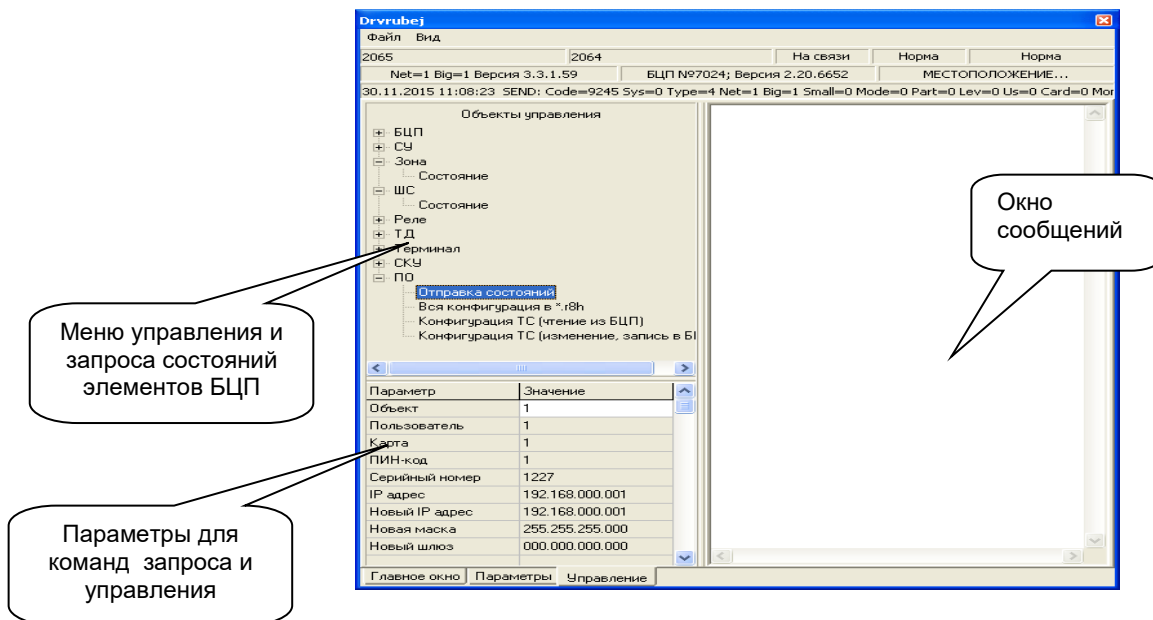 Drvrubej
Файл Вид
2065 2064 На связи Норма Норма
Net=1 Big=1 Версия 3.3.1.59 БЦП №7024; Версия 2.20.6652 МЕСТОПОЛОЖЕНИЕ...
30.11.2015 11:08:23 SEND: Code=9245 Sys=0 Type=4 Net=1 Big=1 Small=0 Mode=0 Part=0 Lev=0 Us=0 Card=0 Mor
Объекты управления
БЦП
СУ
Зона
Состояние
ШС
Состояние
Реле
ТД
Терминал
СКУ
ПО
Отправка состояний
Вся конфигурация в *.r8h
Конфигурация ТС (чтение из БЦП)
Конфигурация ТС (изменение, запись в БІ
Окно
сообщений
Меню управления и
запроса состояний
элементов БЦП
Параметр Значение
Объект 1
Пользователь 1
Карта 1
ПИН-код 1
Серийный номер 1227
IP адрес 192.168.000.001
Новый IP адрес 192.168.000.001
Новая маска 255.255.255.000
Новый шлюз 000.000.000.000
Параметры для
команд запроса и
управления
Главное окно Параметры Управление